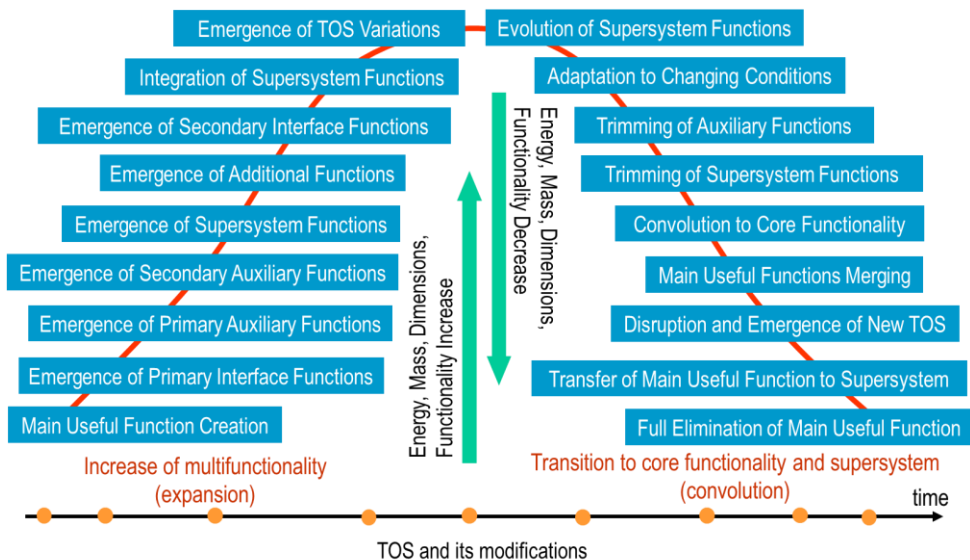 Emergence of TOS Variations
Integration of Supersystem Functions
Emergence of Secondary Interface Functions
Emergence of Additional Functions
Emergence of Supersystem Functions
Emergence of Secondary Auxiliary Functions
Emergence of Primary Auxiliary Functions
Emergence of Primary Interface Functions
Main Useful Function Creation
Increase of multifunctionality
(expansion)
Energy, Mass, Dimensions,
Functionality Increase
Energy, Mass, Dimensions,
Functionality Decrease
Evolution of Supersystem Functions
Adaptation to Changing Conditions
Trimming of Auxiliary Functions
Trimming of Supersystem Functions
Convolution to Core Functionality
Main Useful Functions Merging
Disruption and Emergence of New TOS
Transfer of Main Useful Function to Supersystem
Full Elimination of Main Useful Function
Transition to core functionality and supersystem
(convolution)
time
TOS and its modifications